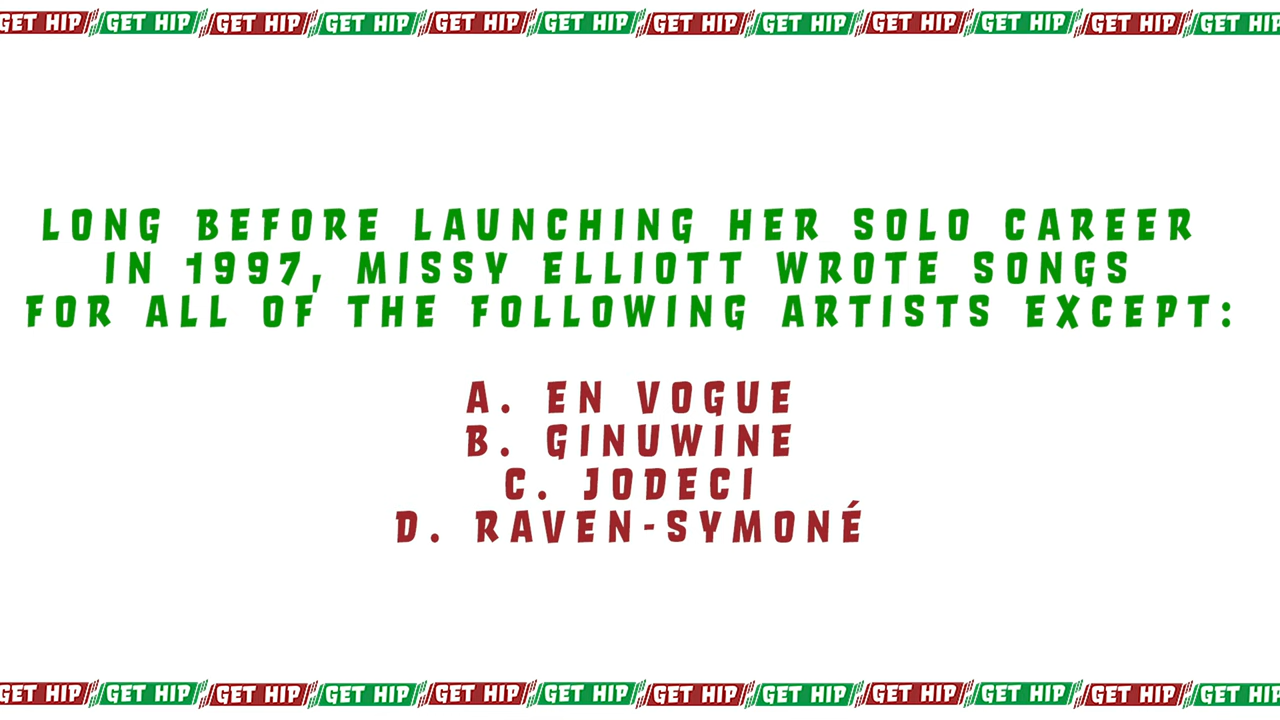 GET HIP GET HIP GET HIP GET HIP GET HIP GET HIP GET HIP GET HIP GET HIP GET HIP GET HIP GET HIP
LONG BEFORE LAUNCHING HER SOLO CAREER
IN 1997, MISSY ELLIOTT WROTE SONGS
FOR ALL OF THE FOLLOWING ARTISTS EXCEPT:
A. EN VOGUE
B. GINUWINE
C. JODECI
D. RAVEN-SYMONÉ
GET HIP GET HIP GET HIP GET HIP GET HIP GET HIP GET HIP GET HIP GET HIP GET HIP GET HIP GET HIP